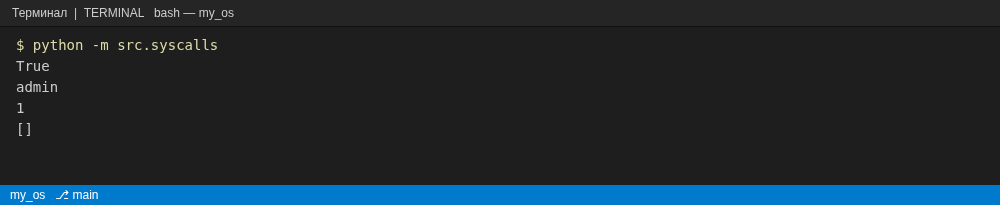 Терминал | TERMINAL bash — my_os
$ python -m src.syscalls
True
admin
1
[]
my_os ⎇ main